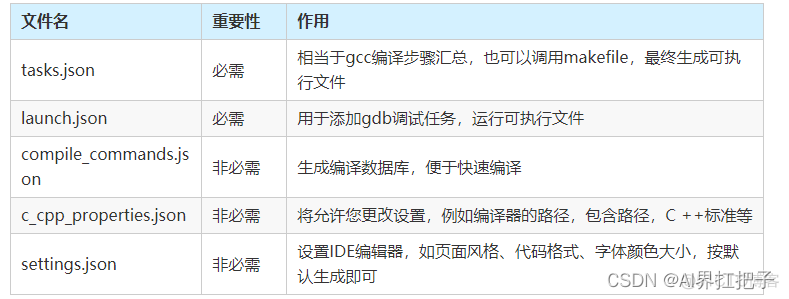 文件名 重要性 作用
tasks.json 必需 相当于gcc编译步骤汇总，也可以调用makefile，最终生成可执
行文件
launch.json 必需 用于添加gdb调试任务，运行可执行文件
compile_commands.js
on 非必需 生成编译数据库，便于快速编译
c_cpp_properties.json 非必需 将允许您更改设置，例如编译器的路径，包含路径，C ++标准等
settings.json 非必需 设置IDE编辑器，如页面风格、代码格式、字体颜色大小，按默
认生成即可
CSDN @AI界扛把子